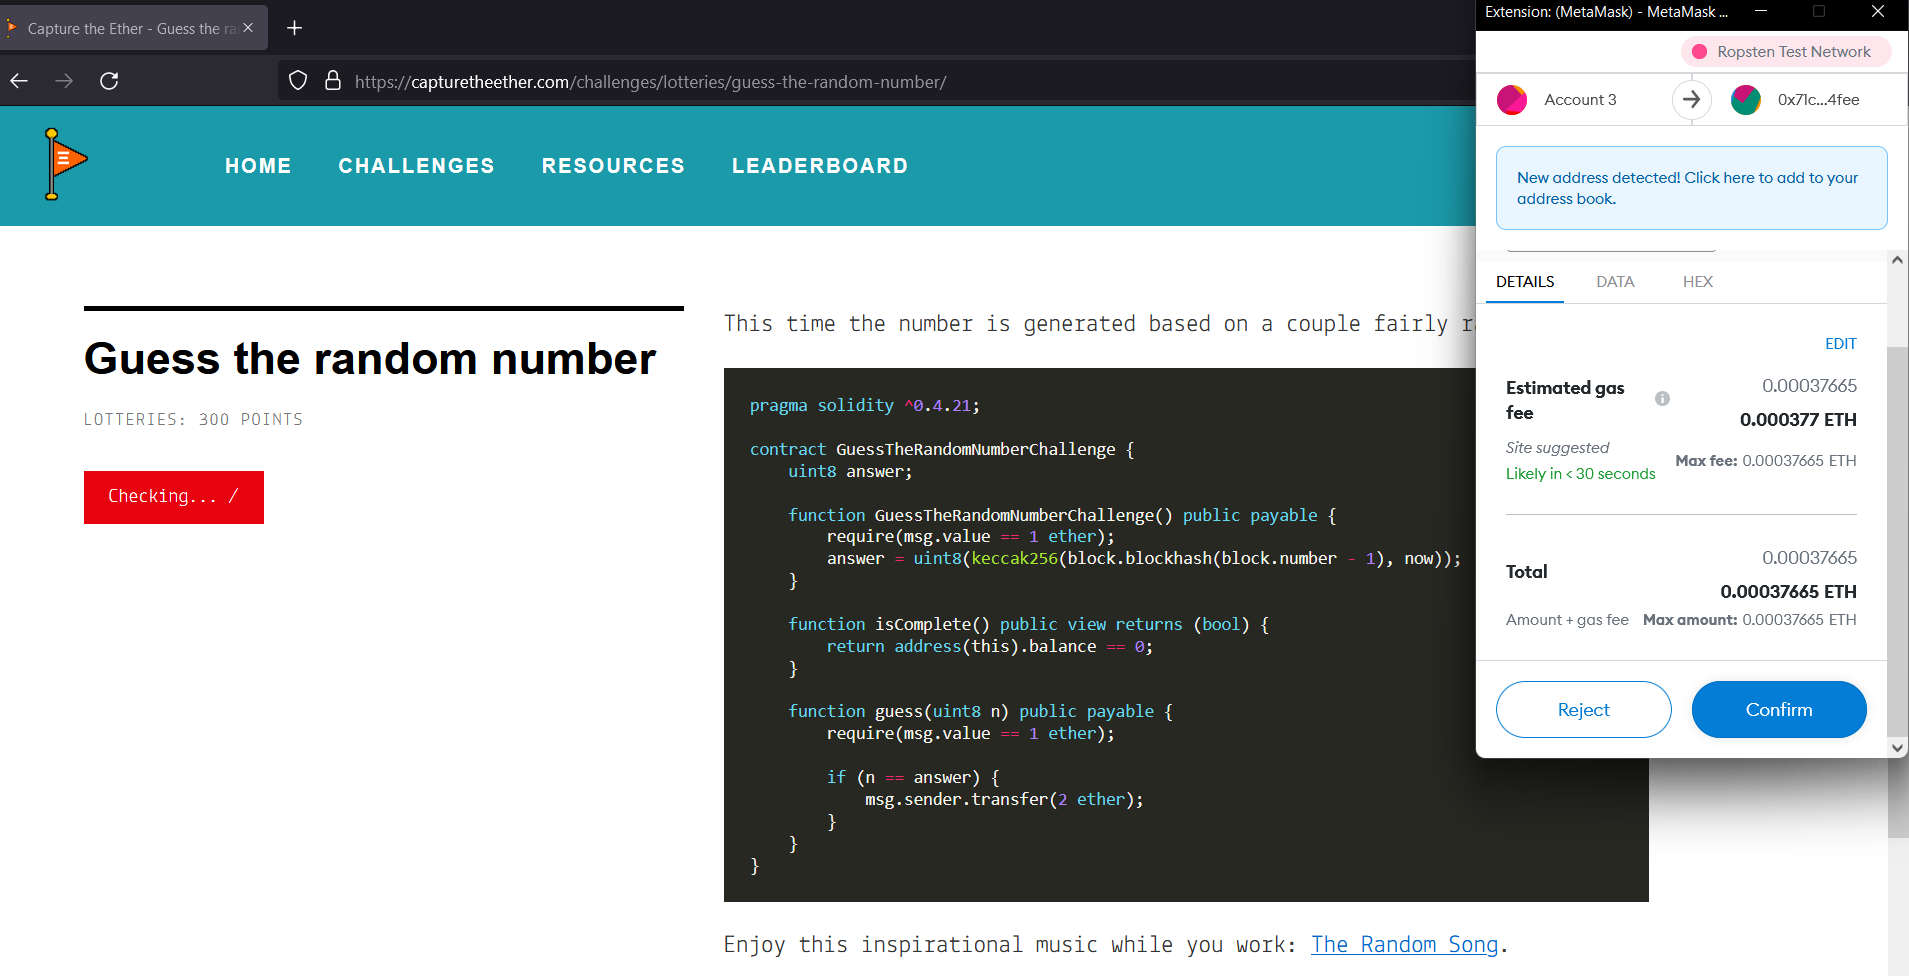 Capture the Ether - Guess the ra
https://capturetheether.com/challenges/lotteries/guess-the-random-number/
HOME CHALLENGES RESOURCES LEADERBOARD
Guess the random number
LOTTERIES: 300 POINTS
Checking... /
This time the number is generated based on a couple fairly ra
pragma solidity ^0.4.21;
contract GuessTheRandomNumberChallenge {
    uint8 answer;
    function GuessTheRandomNumberChallenge() public payable {
        require(msg.value == 1 ether);
        answer = uint8(keccak256(block.blockhash(block.number - 1), now));
    }
    function isComplete() public view returns (bool) {
        return address(this).balance == 0;
    }
    function guess(uint8 n) public payable {
        require(msg.value == 1 ether);
        if (n == answer) {
            msg.sender.transfer(2 ether);
        }
    }
}
Enjoy this inspirational music while you work: The Random Song.
Extension: (MetaMask) - MetaMask ...
Ropsten Test Network
Account 3 0x71c...4fee
New address detected! Click here to add to your
address book.
DETAILS DATA HEX
EDIT
Estimated gas
fee
0.00037665
0.000377 ETH
Site suggested
Likely in < 30 seconds
Max fee: 0.00037665 ETH
Total
0.00037665
0.00037665 ETH
Amount + gas fee Max amount: 0.00037665 ETH
Reject Confirm